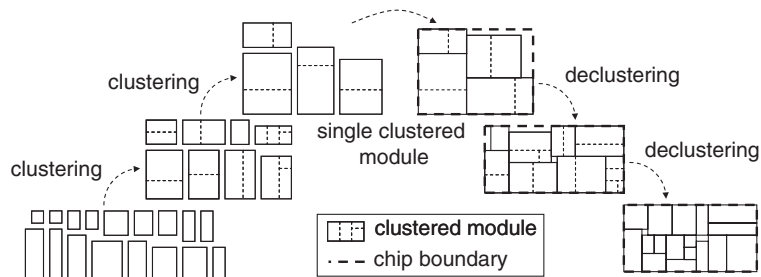 clustering
declustering
single clustered
module
clustering
declustering
clustered module
chip boundary